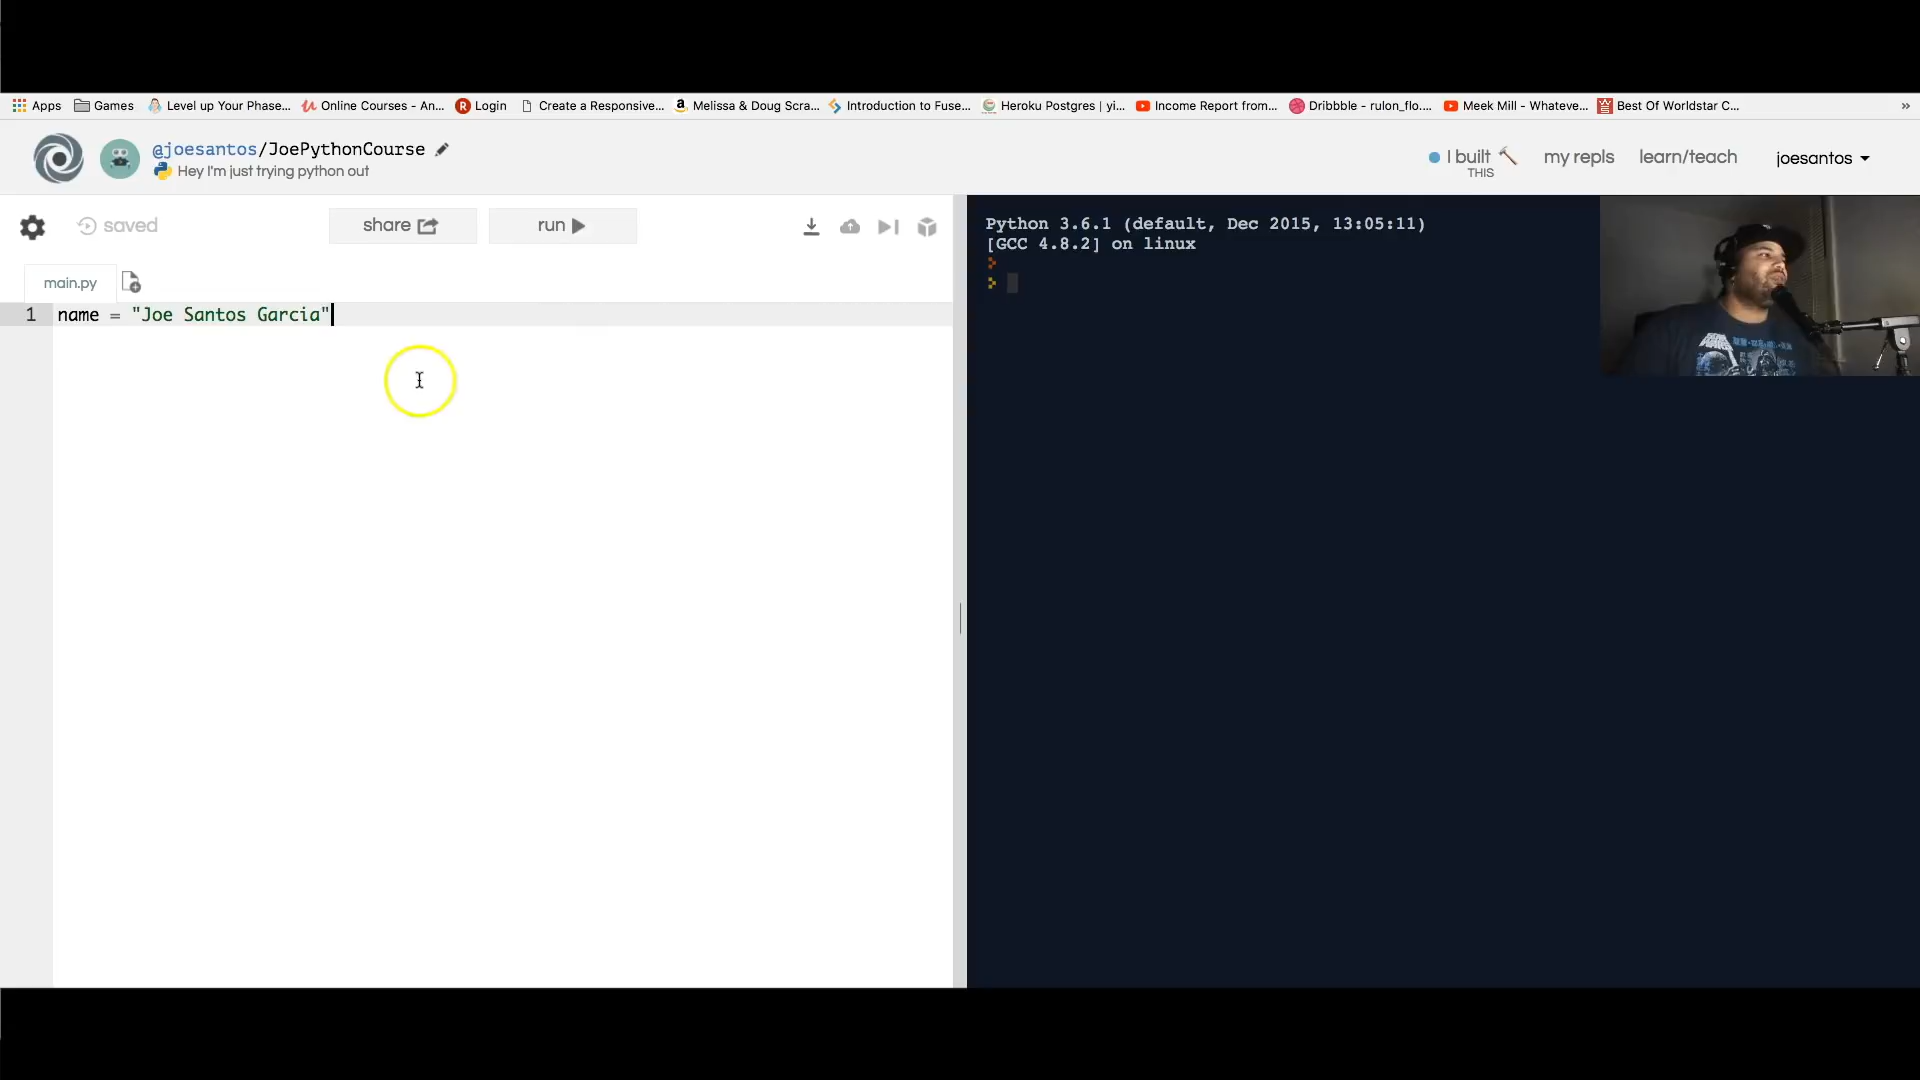 Apps Games Level up Your Phase... Online Courses - An... Login Create a Responsive... Melissa & Doug Scra... Introduction to Fuse... Heroku Postgres | yi... Income Report from... Dribbble - rulon_flo.... Meek Mill - Whateve... Best Of Worldstar C... »
@joesantos/JoePythonCourse
Hey I'm just trying python out
I built
THIS
my repls
learn/teach
joesantos
saved
share
run
main.py
1 name = "Joe Santos Garcia"
Python 3.6.1 (default, Dec 2015, 13:05:11)
[GCC 4.8.2] on linux